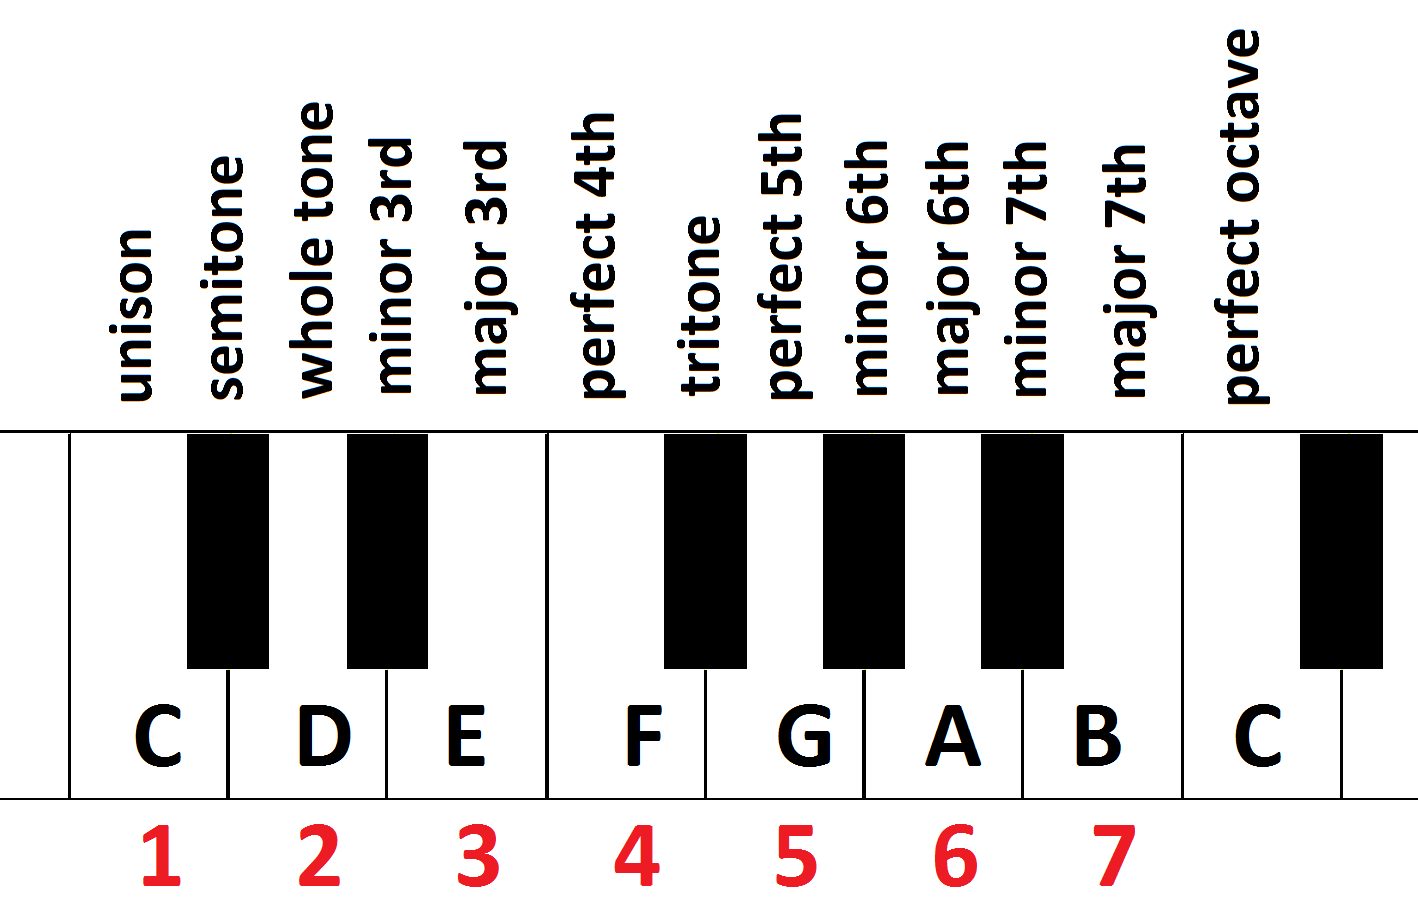 unison
semitone
whole tone
minor 3rd
major 3rd
perfect 4th
tritone
perfect 5th
minor 6th
major 6th
minor 7th
major 7th
perfect octave
C D E F G A B C
1 2 3 4 5 6 7